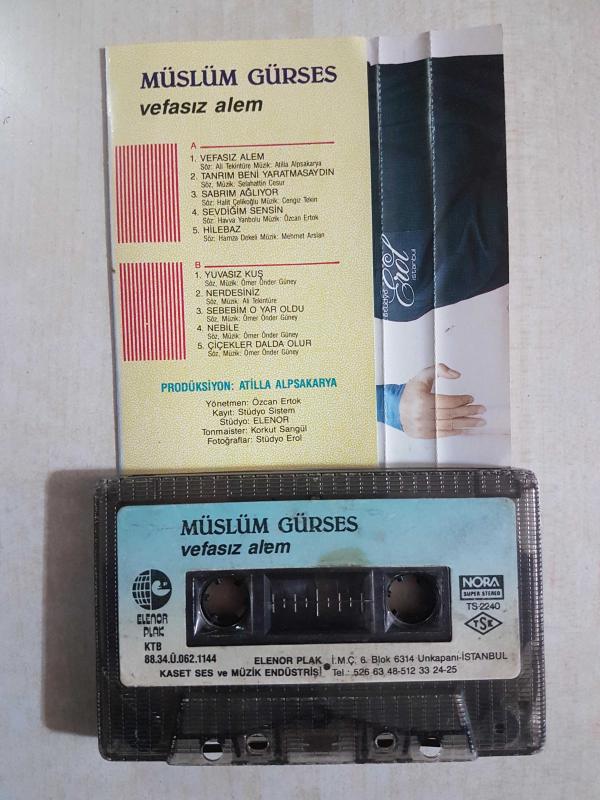 MÜSLÜM GÜRSES
vefasız alem
A
1. VEFASIZ ALEM
Söz: Ali Tekintüre Müzik: Atilla Alpsakarya
2. TANRIM BENİ YARATMASAYDIN
Söz, Müzik: Selahattin Cesur
3. SABRIM AĞLIYOR
Söz: Halit Çelikoğlu Müzik: Cengiz Tekin
4. SEVDİĞİM SENSİN
Söz: Havva Yanbolu Müzik: Özcan Ertok
5. HİLEBAZ
Söz: Hamza Dekeli Müzik: Mehmet Arslan
B
1. YUVASIZ KUŞ
Söz, Müzik: Ömer Önder Güney
2. NERDESİNİZ
Söz, Müzik: Ali Tekintüre
3. SEBEBİM O YAR OLDU
Söz, Müzik: Ömer Önder Güney
4. NEBİLE
Söz, Müzik: Ömer Önder Güney
5. ÇİÇEKLER DALDA OLUR
Söz, Müzik: Ömer Önder Güney
PRODÜKSİYON: ATİLLA ALPSAKARYA
Yönetmen: Özcan Ertok
Kayıt: Stüdyo Sistem
Stüdyo: ELENOR
Tonmaister: Korkut Sarıgül
Fotoğraflar: Stüdyo Erol
Erol
istanbul
MÜSLÜM GÜRSES
vefasız alem
ELENOR
PLAK
KTB
88.34.Ü.062.1144
NORA
SUPER STEREO
TS-2240
TSE
ELENOR PLAK İ.M.Ç. 6. Blok 6314 Unkapanı-İSTANBUL
KASET SES ve MÜZİK ENDÜSTRİSİ Tel : 526 63 48-512 33 24-25